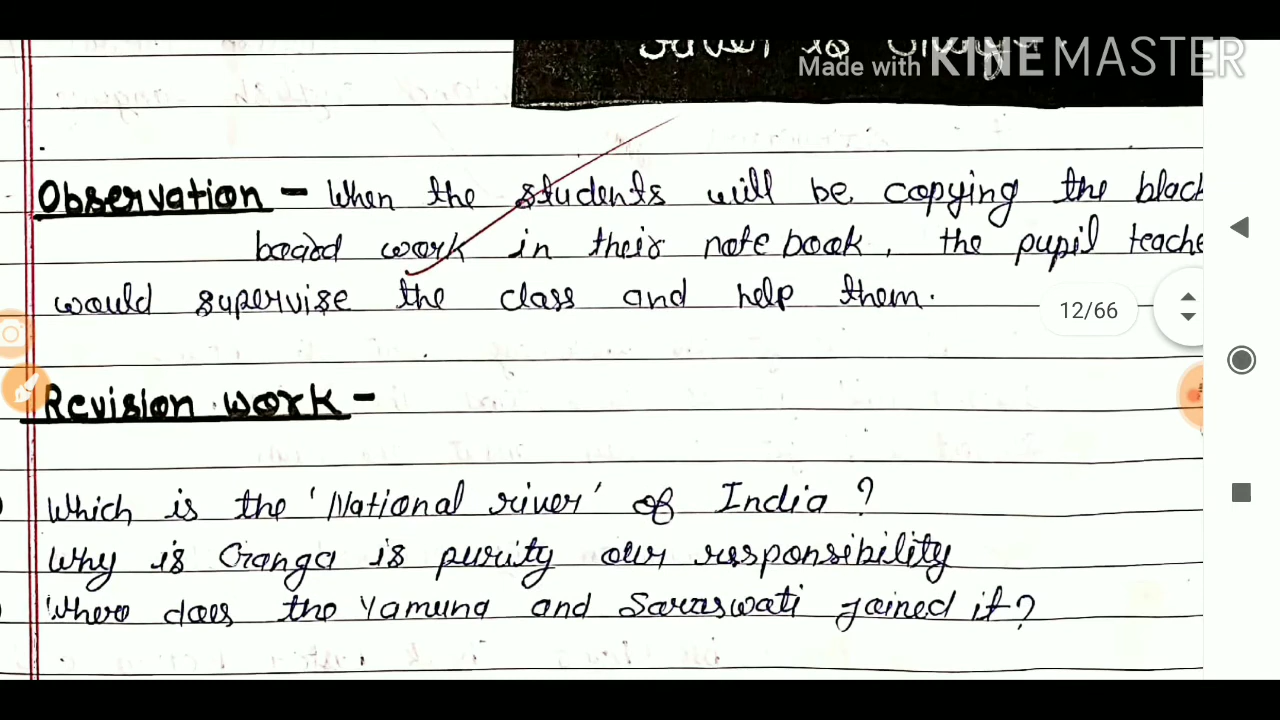 is
Made with KINEMASTER
Observation - When the students will be copying the black
board work in their note book, the pupil teache
would supervise the class and help them.
12/66
Revision work -
Which is the 'National river' of India ?
Why is Ganga is purity our responsibility
Where does the Yamuna and Saraswati joined it?